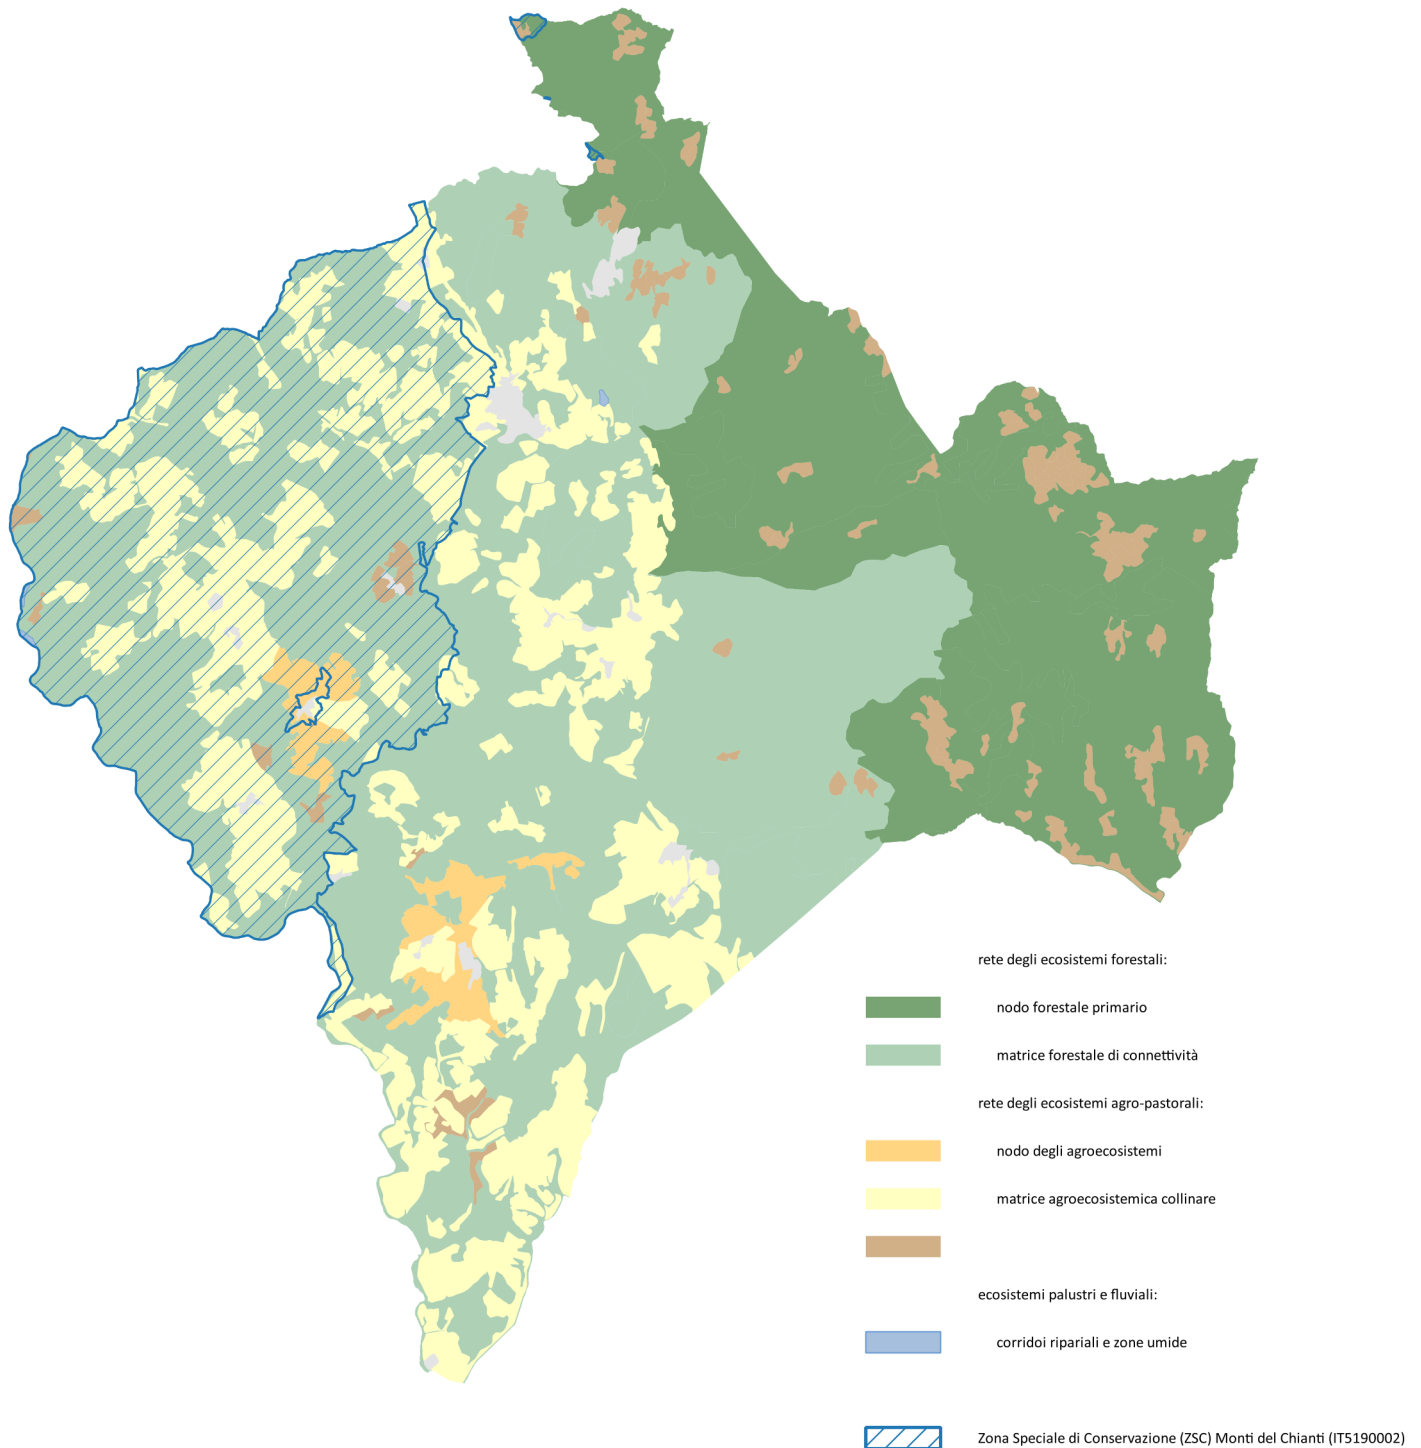 rete degli ecosistemi forestali:
nodo forestale primario
matrice forestale di connettività
rete degli ecosistemi agro-pastorali:
nodo degli agroecosistemi
matrice agroecosistemica collinare
ecosistemi palustri e fluviali:
corridoi ripariali e zone umide
Zona Speciale di Conservazione (ZSC) Monti del Chianti (IT5190002)